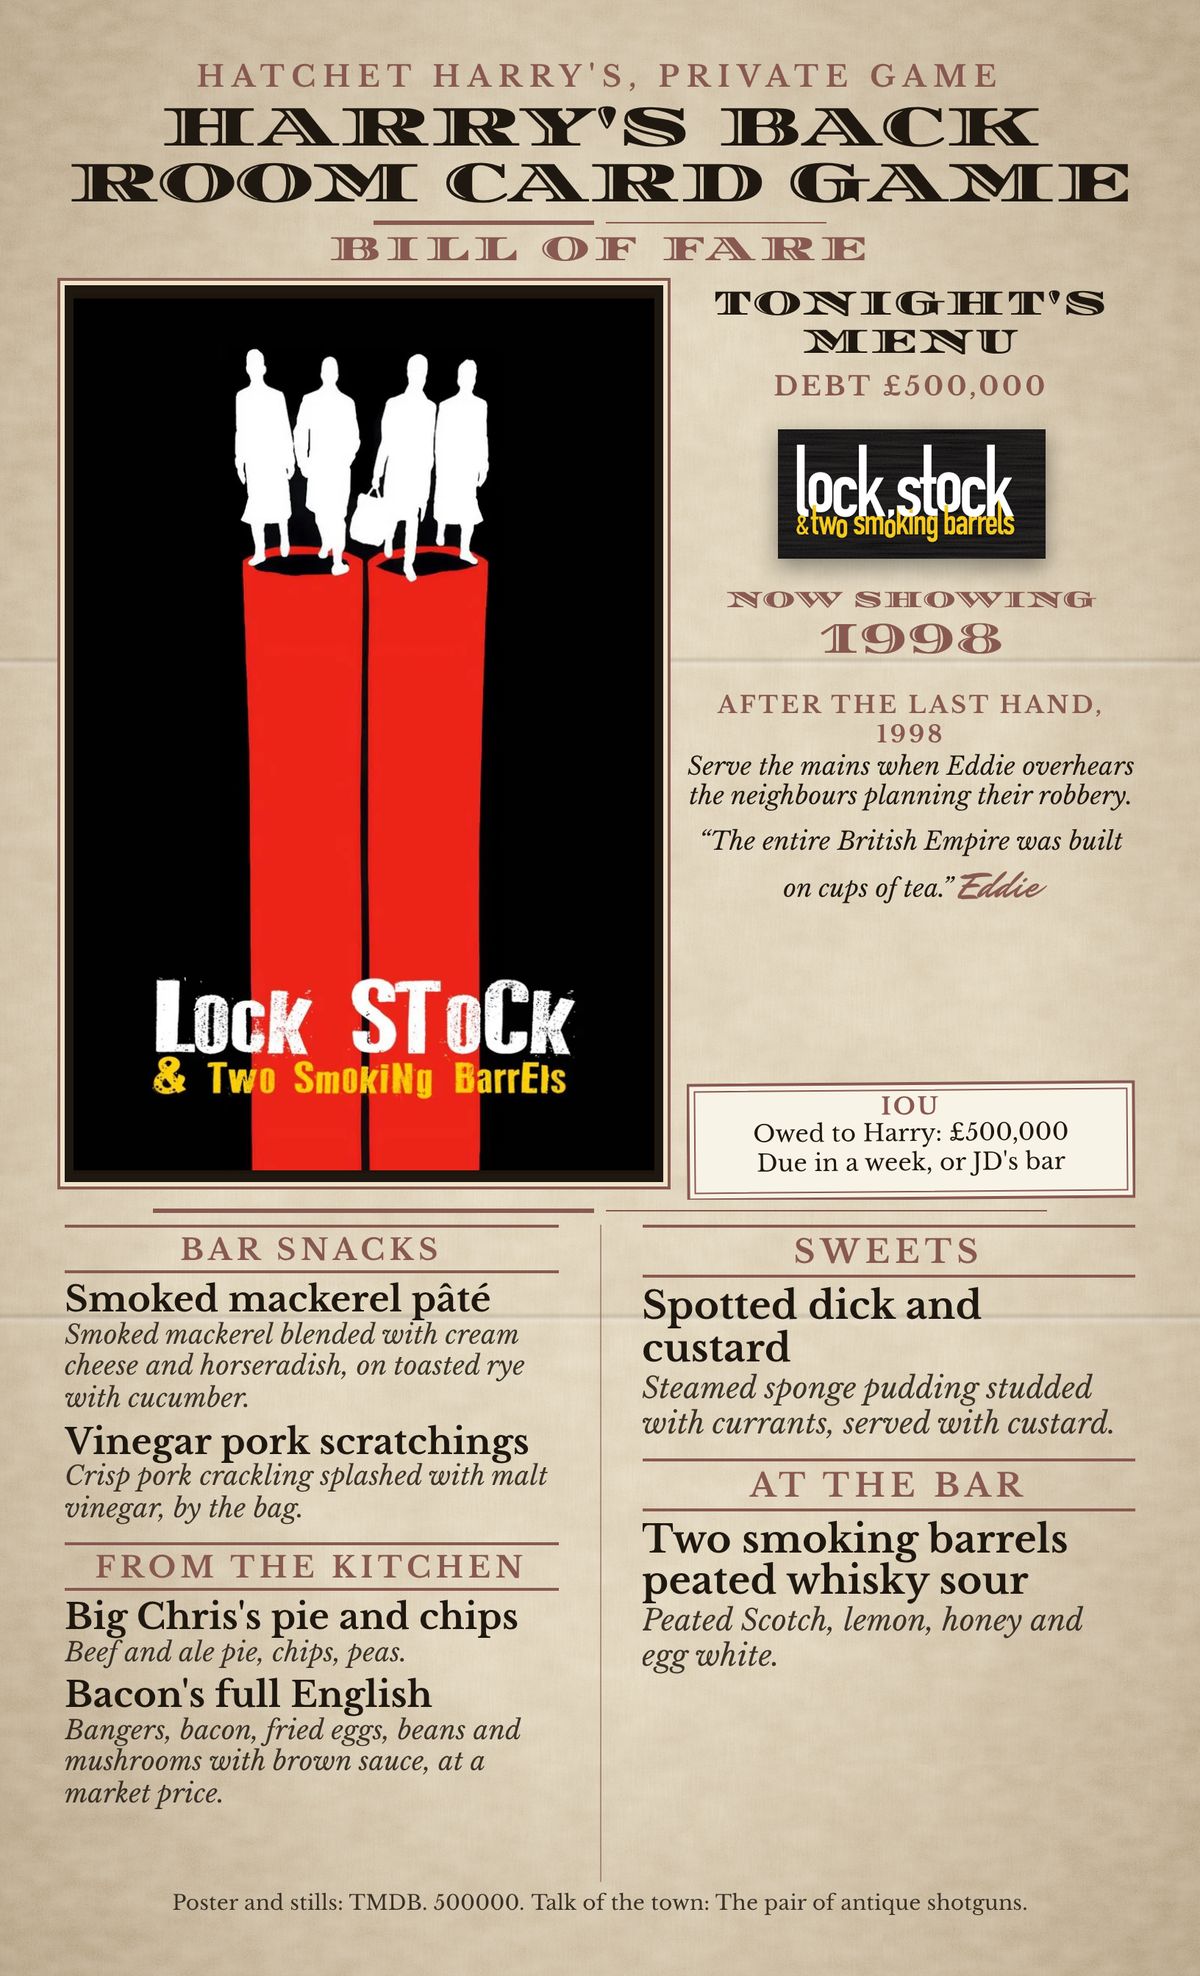 HATCHET HARRY'S, PRIVATE GAME
HARRY'S BACK
ROOM CARD GAME
BILL OF FARE
Lock STocK
& Two SmokiNg BarrEls
TONIGHT'S
MENU
DEBT £500,000
lock, stock
& two smoking barrels
NOW SHOWING
1998
AFTER THE LAST HAND,
1998
Serve the mains when Eddie overhears
the neighbours planning their robbery.
“The entire British Empire was built
on cups of tea.” Eddie
IOU
Owed to Harry: £500,000
Due in a week, or JD's bar
BAR SNACKS
Smoked mackerel pâté
Smoked mackerel blended with cream
cheese and horseradish, on toasted rye
with cucumber.
Vinegar pork scratchings
Crisp pork crackling splashed with malt
vinegar, by the bag.
FROM THE KITCHEN
Big Chris's pie and chips
Beef and ale pie, chips, peas.
Bacon's full English
Bangers, bacon, fried eggs, beans and
mushrooms with brown sauce, at a
market price.
SWEETS
Spotted dick and
custard
Steamed sponge pudding studded
with currants, served with custard.
AT THE BAR
Two smoking barrels
peated whisky sour
Peated Scotch, lemon, honey and
egg white.
Poster and stills: TMDB. 500000. Talk of the town: The pair of antique shotguns.